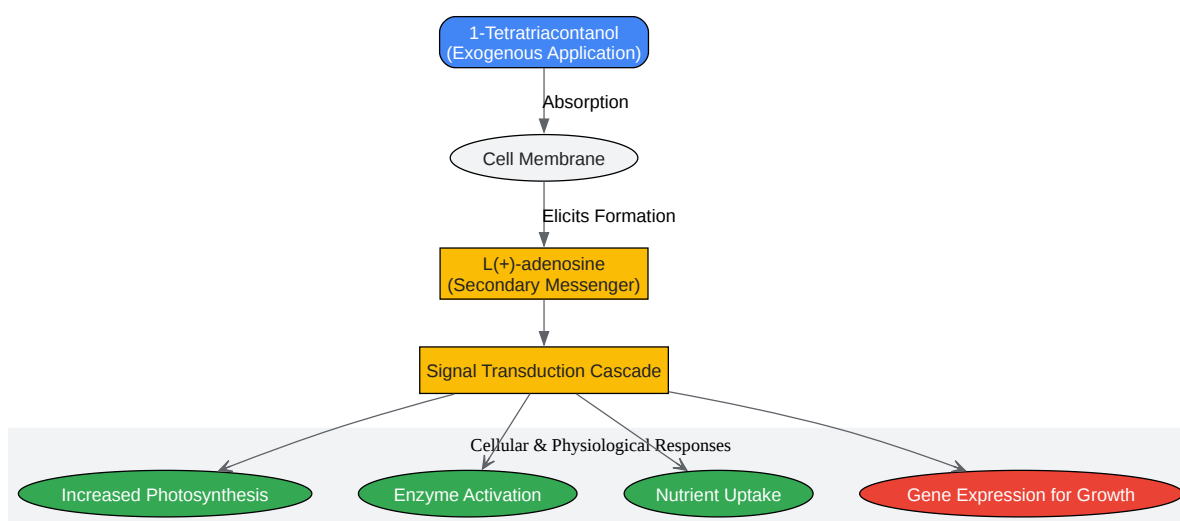 1-Tetratriacontanol
(Exogenous Application)
Absorption
Cell Membrane
Elicits Formation
L(+)-adenosine
(Secondary Messenger)
Signal Transduction Cascade
Cellular & Physiological Responses
Increased Photosynthesis
Enzyme Activation
Nutrient Uptake
Gene Expression for Growth